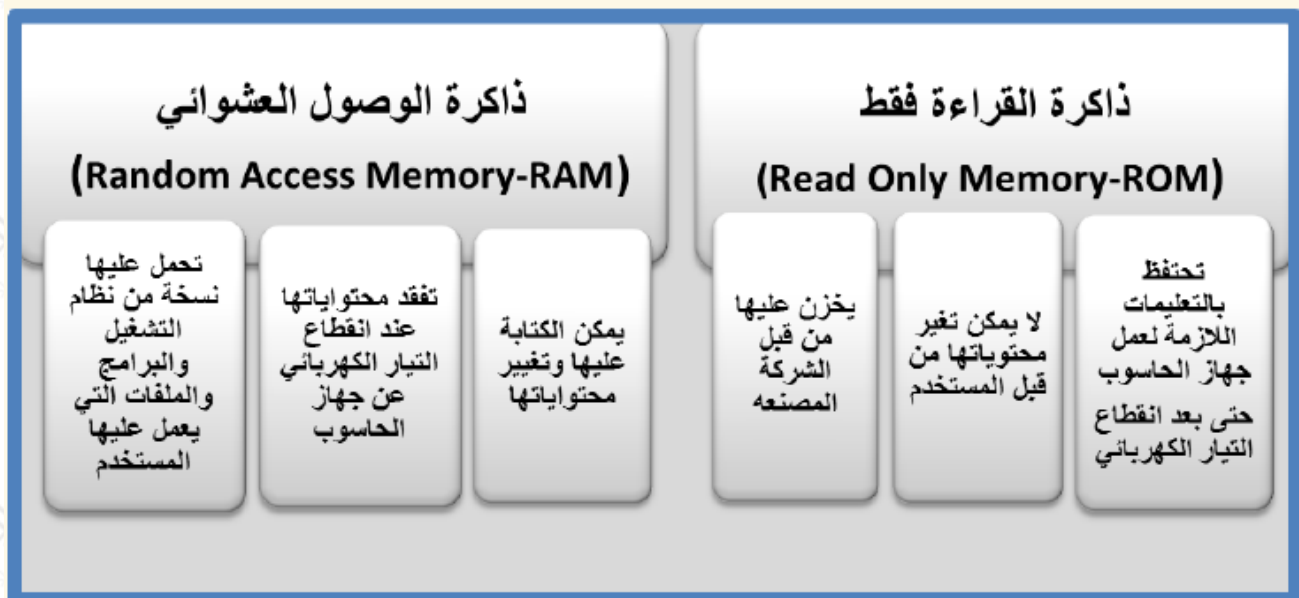 ذاكرة القراءة فقط
(Read Only Memory-ROM)
تحتفظ
بالتعليمات
اللازمة لعمل
جهاز الحاسوب
حتى بعد انقطاع
التيار الكهربائي
لا يمكن تغير
محتوياتها من
قبل المستخدم
يخزن عليها
من قبل
الشركة
المصنعه
ذاكرة الوصول العشوائي
(Random Access Memory-RAM)
يمكن الكتابة
عليها وتغيير
محتواياتها
تفقد محتواياتها
عند انقطاع
التيار الكهربائي
عن جهاز
الحاسوب
تحمل عليها
نسخة من نظام
التشغيل
والبرامج
والملفات التي
يعمل عليها
المستخدم